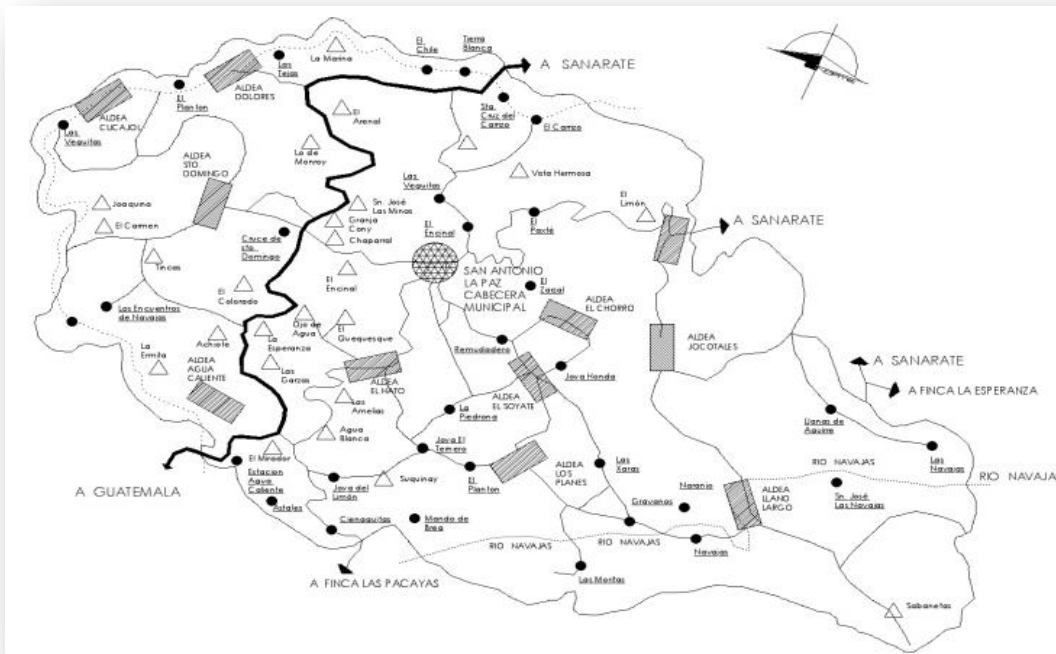 El
Chile
Tierra
Blanca
La Marina
A SANARATE
Las
Tejas
ALDEA
DOLORES
El
Planton
ALDEA
CUCAJOL
Las
Veguitas
El
Arenal
Sta.
Cruz del
Carrizo
El Carrizo
Lo de
Monroy
ALDEA
STO.
DOMINGO
Las
Veguitas
Vista Hermosa
El
Limón
Joaquina
El Carmen
Sn. José
Las Minas
Granja
Cony
Chaparral
El
Encinal
El
Paxté
A SANARATE
Cruce de
sto.
Domingo
Tincas
El
Encinal
SAN ANTONIO
LA PAZ
CABECERA
MUNICIPAL
El
Zacal
El
Colorado
Los Encuentros
de Navajas
ALDEA
EL CHORRO
Ojo de
Agua
El
Quequesque
Achiote
La
Esperanza
Remudadero
ALDEA
JOCOTALES
La
Ermita
ALDEA
AGUA
CALIENTE
Las
Garzas
ALDEA
EL HATO
Joya Honda
A SANARATE
A FINCA LA ESPERANZA
Las
Amelias
La
Piedrona
ALDEA
EL SOYATE
Llanos de
Aguirre
Agua
Blanca
Joya El
Ternero
Las
Navajas
El Mirador
A GUATEMALA
Estacion
Agua
Caliente
Joya del
Limón
Suquinay
El
Planton
ALDEA
LOS
PLANES
Las
Xaras
RIO NAVAJAS
RIO NAVAJA
Naranjo
ALDEA
LLANO
LARGO
Sn. José
Las Navajas
Astales
Cienaguitas
Mando de
Brea
Graveños
RIO NAVAJAS
RIO NAVAJAS
Navajas
A FINCA LAS PACAYAS
Las Moritas
Sabanetas